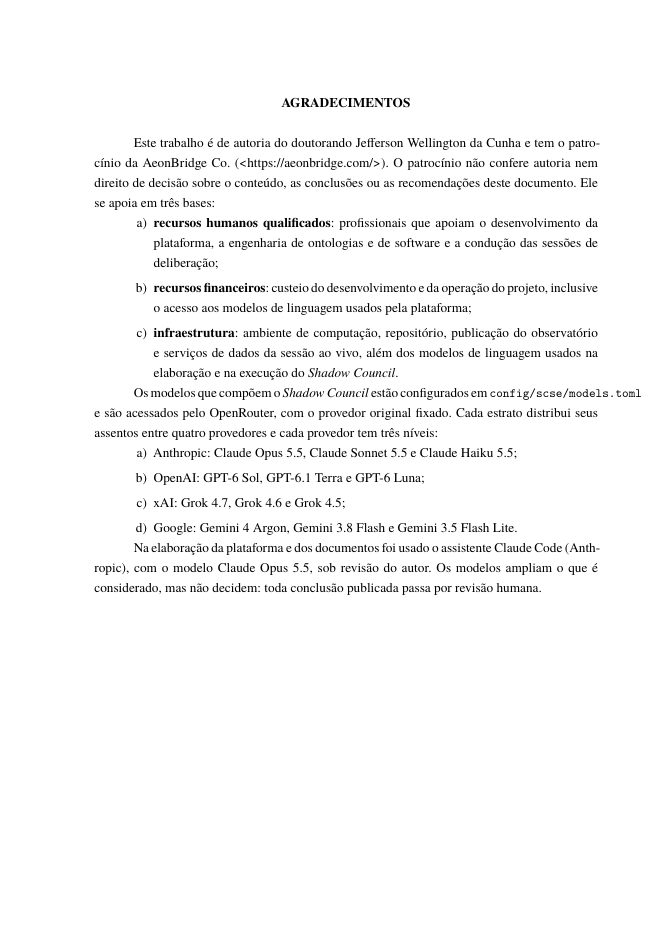 AGRADECIMENTOS
Este trabalho é de autoria do doutorando Jefferson Wellington da Cunha e tem o patro-
cínio da AeonBridge Co. (<https://aeonbridge.com/>). O patrocínio não confere autoria nem
direito de decisão sobre o conteúdo, as conclusões ou as recomendações deste documento. Ele
se apoia em três bases:
a) recursos humanos qualificados: profissionais que apoiam o desenvolvimento da
plataforma, a engenharia de ontologias e de software e a condução das sessões de
deliberação;
b) recursos financeiros: custeio do desenvolvimento e da operação do projeto, inclusive
o acesso aos modelos de linguagem usados pela plataforma;
c) infraestrutura: ambiente de computação, repositório, publicação do observatório
e serviços de dados da sessão ao vivo, além dos modelos de linguagem usados na
elaboração e na execução do Shadow Council.
Os modelos que compõem o Shadow Council estão configurados em config/scse/models.toml
e são acessados pelo OpenRouter, com o provedor original fixado. Cada estrato distribui seus
assentos entre quatro provedores e cada provedor tem três níveis:
a) Anthropic: Claude Opus 5.5, Claude Sonnet 5.5 e Claude Haiku 5.5;
b) OpenAI: GPT-6 Sol, GPT-6.1 Terra e GPT-6 Luna;
c) xAI: Grok 4.7, Grok 4.6 e Grok 4.5;
d) Google: Gemini 4 Argon, Gemini 3.8 Flash e Gemini 3.5 Flash Lite.
Na elaboração da plataforma e dos documentos foi usado o assistente Claude Code (Anth-
ropic), com o modelo Claude Opus 5.5, sob revisão do autor. Os modelos ampliam o que é
considerado, mas não decidem: toda conclusão publicada passa por revisão humana.